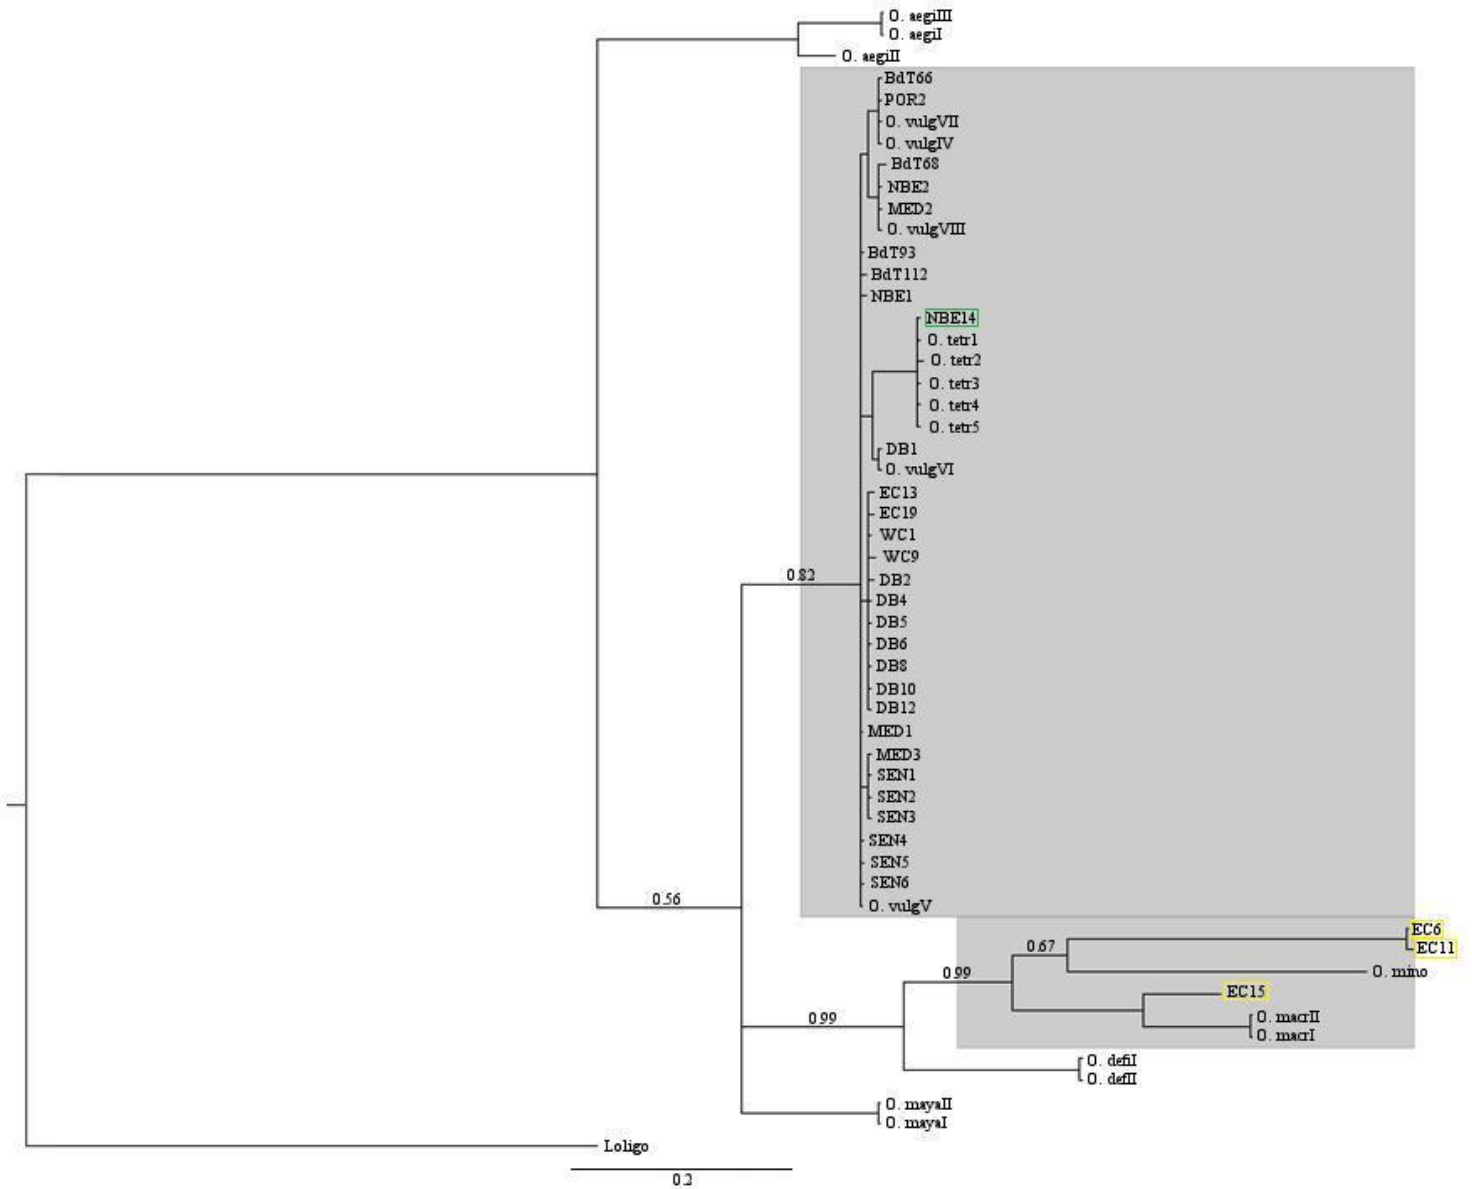 O. aegiIII
O. aegiI
O. aegiII
BdT66
POR2
O. vulgVII
O. vulgIV
BdT68
NBE2
MED2
O. vulgVIII
BdT93
BdT112
NBE1
NBE14
O. tetr1
O. tetr2
O. tetr3
O. tetr4
O. tetr5
DB1
O. vulgVI
EC13
EC19
WC1
WC9
0.82
DB2
DB4
DB5
DB6
DB8
DB10
DB12
MED1
MED3
SEN1
SEN2
SEN3
SEN4
SEN5
SEN6
0.56
O. vulgV
EC6
0.67
EC11
0.99
O. mino
EC15
0.99
O. macrII
O. macrI
O. defiI
O. defII
O. mayaII
O. mayaI
Loligo
0.2